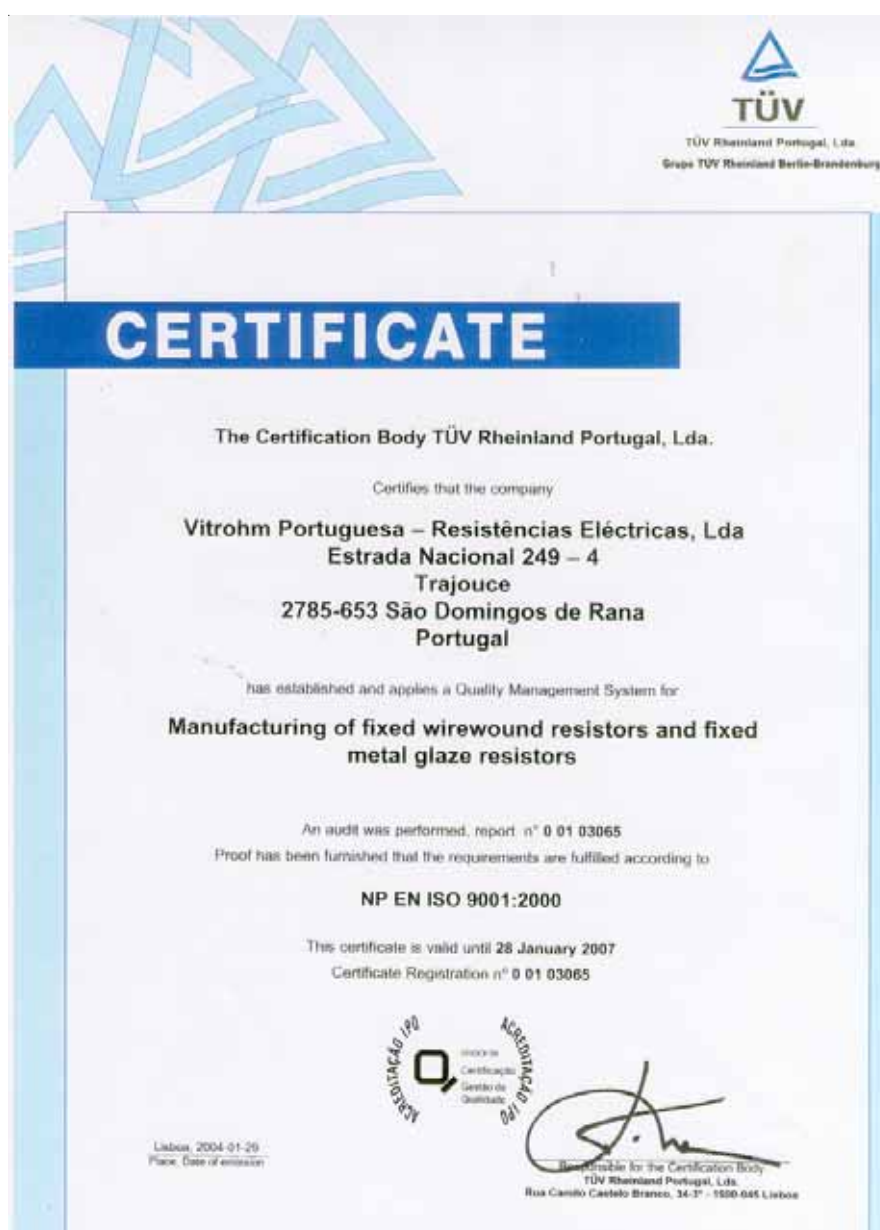 TÜV
TÜV Rheinland Portugal, Lda.
Grupo TÜV Rheinland Berlin-Brandenburg
CERTIFICATE
The Certification Body TÜV Rheinland Portugal, Lda.
Certifies that the company
Vitrohm Portuguesa – Resistências Eléctricas, Lda
Estrada Nacional 249 – 4
Trajouce
2785-653 São Domingos de Rana
Portugal
has established and applies a Quality Management System for
Manufacturing of fixed wirewound resistors and fixed
metal glaze resistors
An audit was performed, report n° 0 01 03065
Proof has been furnished that the requirements are fulfilled according to
NP EN ISO 9001:2000
This certificate is valid until 28 January 2007
Certificate Registration nº 0 01 03065
ACREDITAÇÃO IPQ
ACREDITAÇÃO IPQ
Certificação
Gestão da
Qualidade
Lisboa, 2004-01-29
Place, Date of emission
Responsible for the Certification Body
TÜV Rheinland Portugal, Lda.
Rua Camilo Castelo Branco, 34-3° - 1500-045 Lisboa